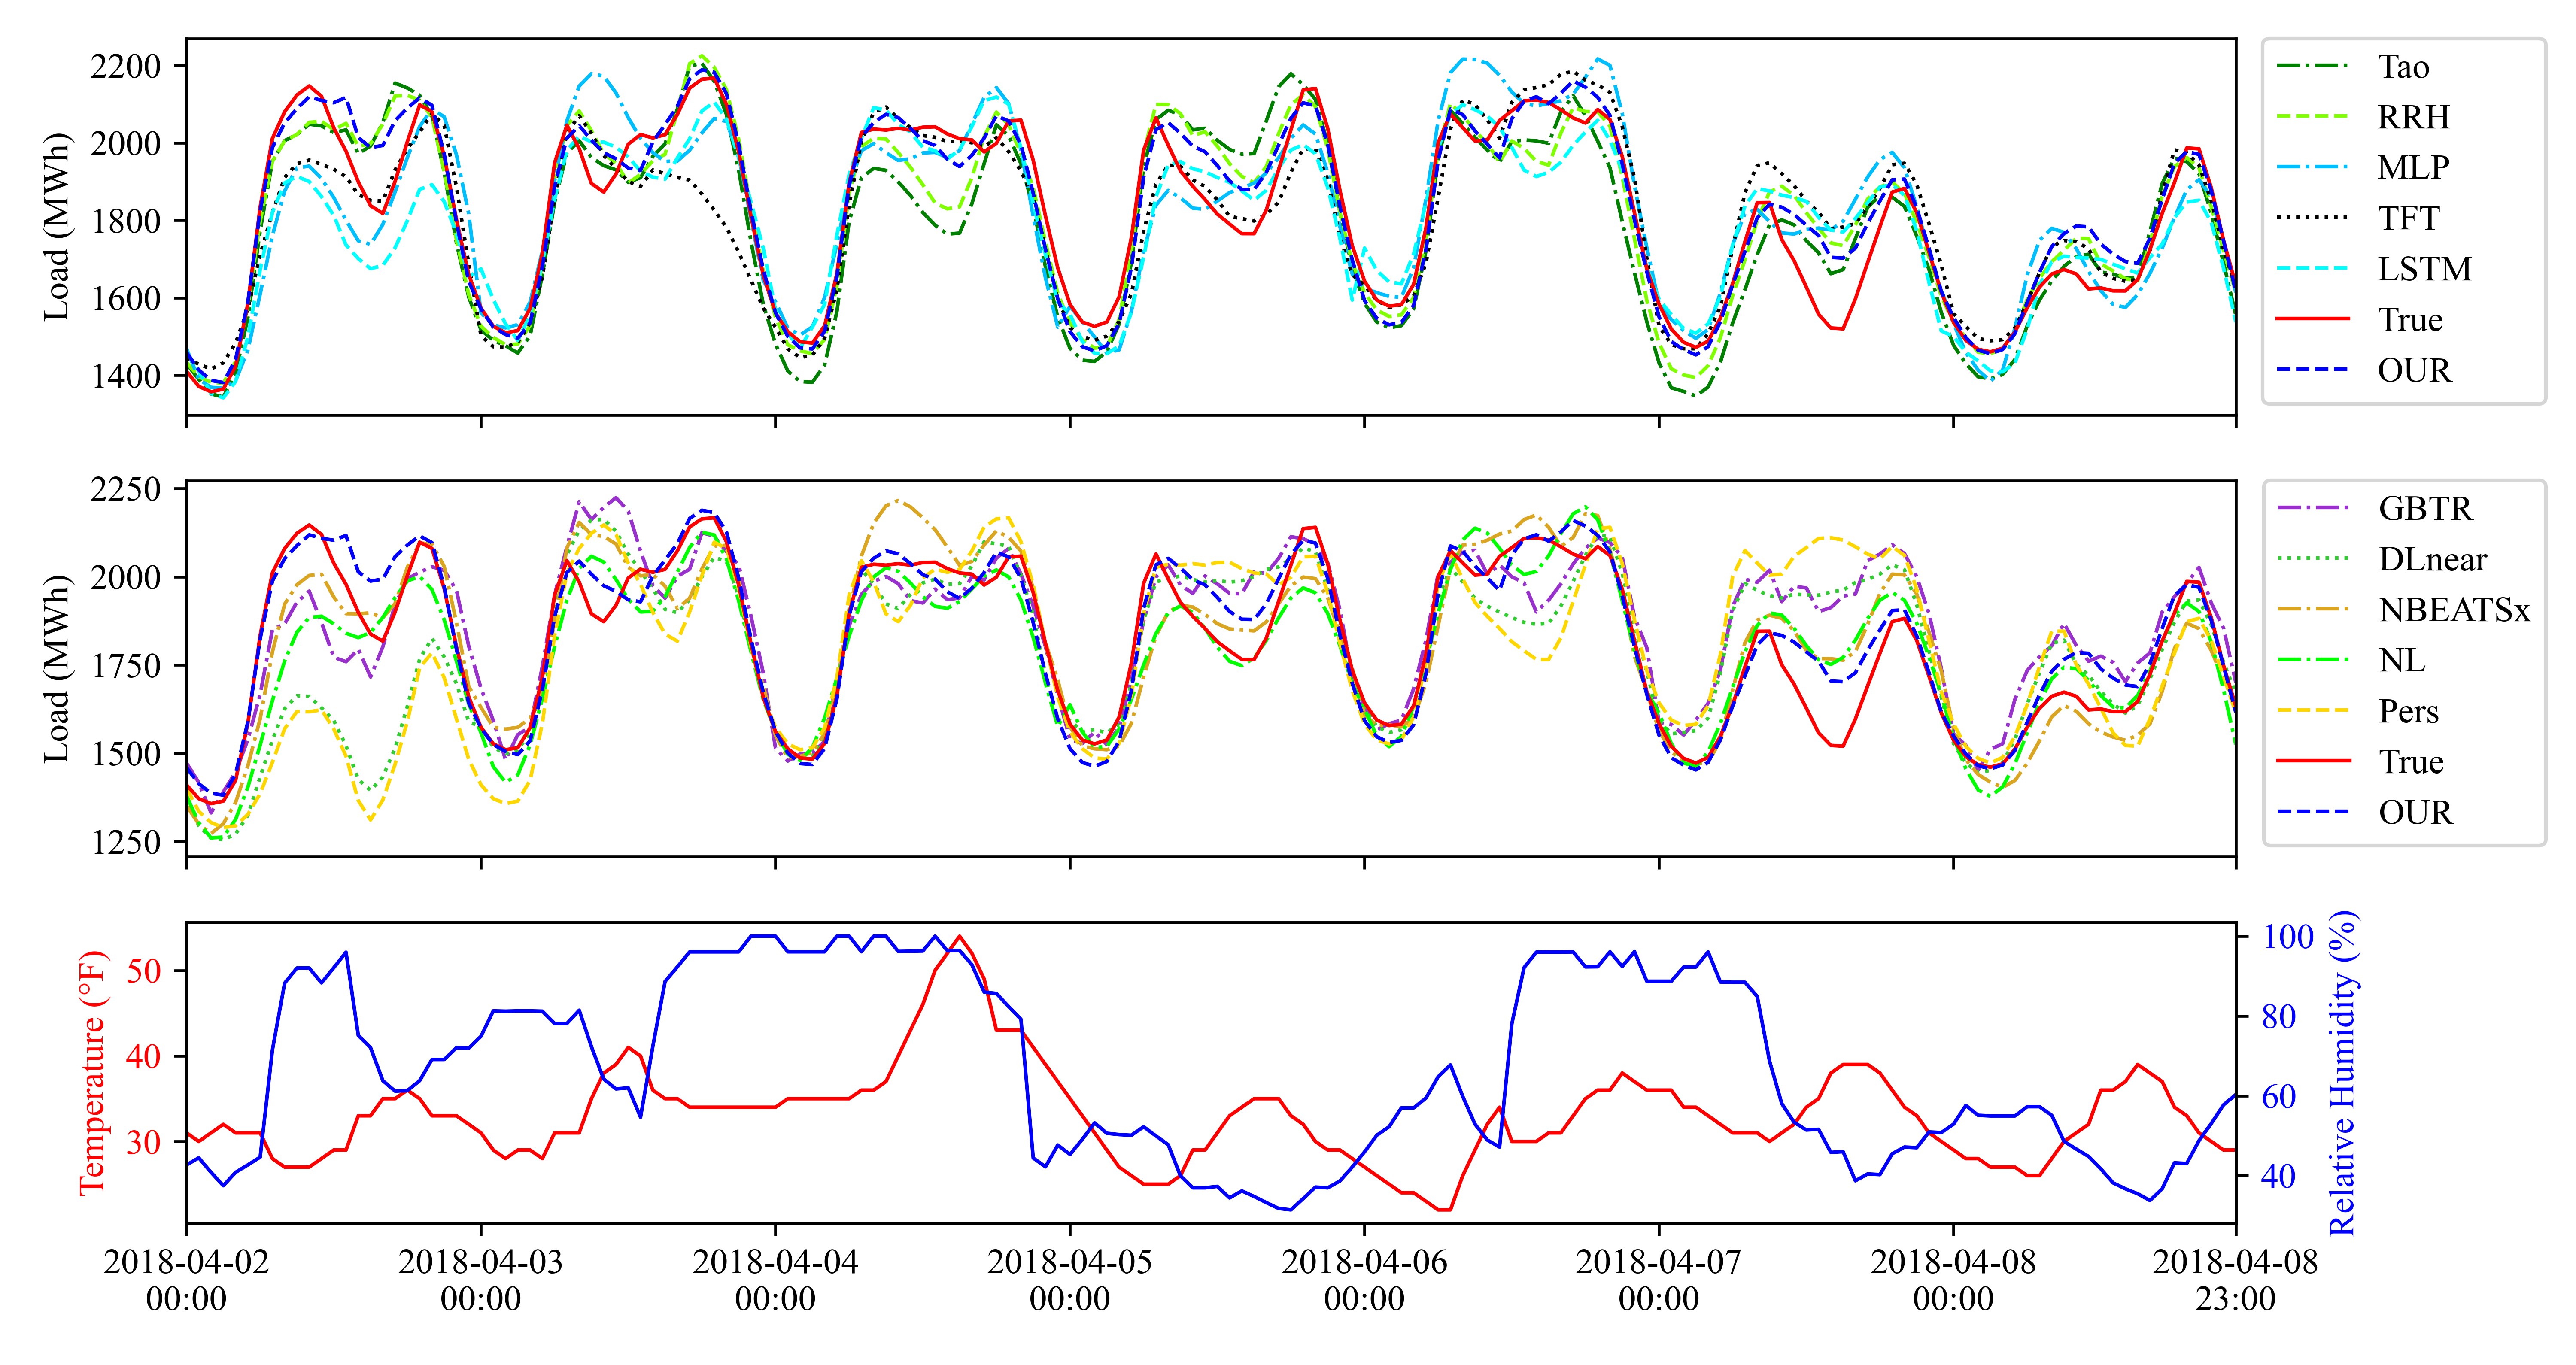 2200
2000
1800
1600
1400
Load (MWh)
Tao
RRH
MLP
TFT
LSTM
True
OUR
2250
2000
1750
1500
1250
Load (MWh)
GBTR
DLnear
NBEATSx
NL
Pers
True
OUR
50
40
30
Temperature (°F)
100
80
60
40
Relative Humidity (%)
2018-04-02
00:00
2018-04-03
00:00
2018-04-04
00:00
2018-04-05
00:00
2018-04-06
00:00
2018-04-07
00:00
2018-04-08
00:00
2018-04-08
23:00